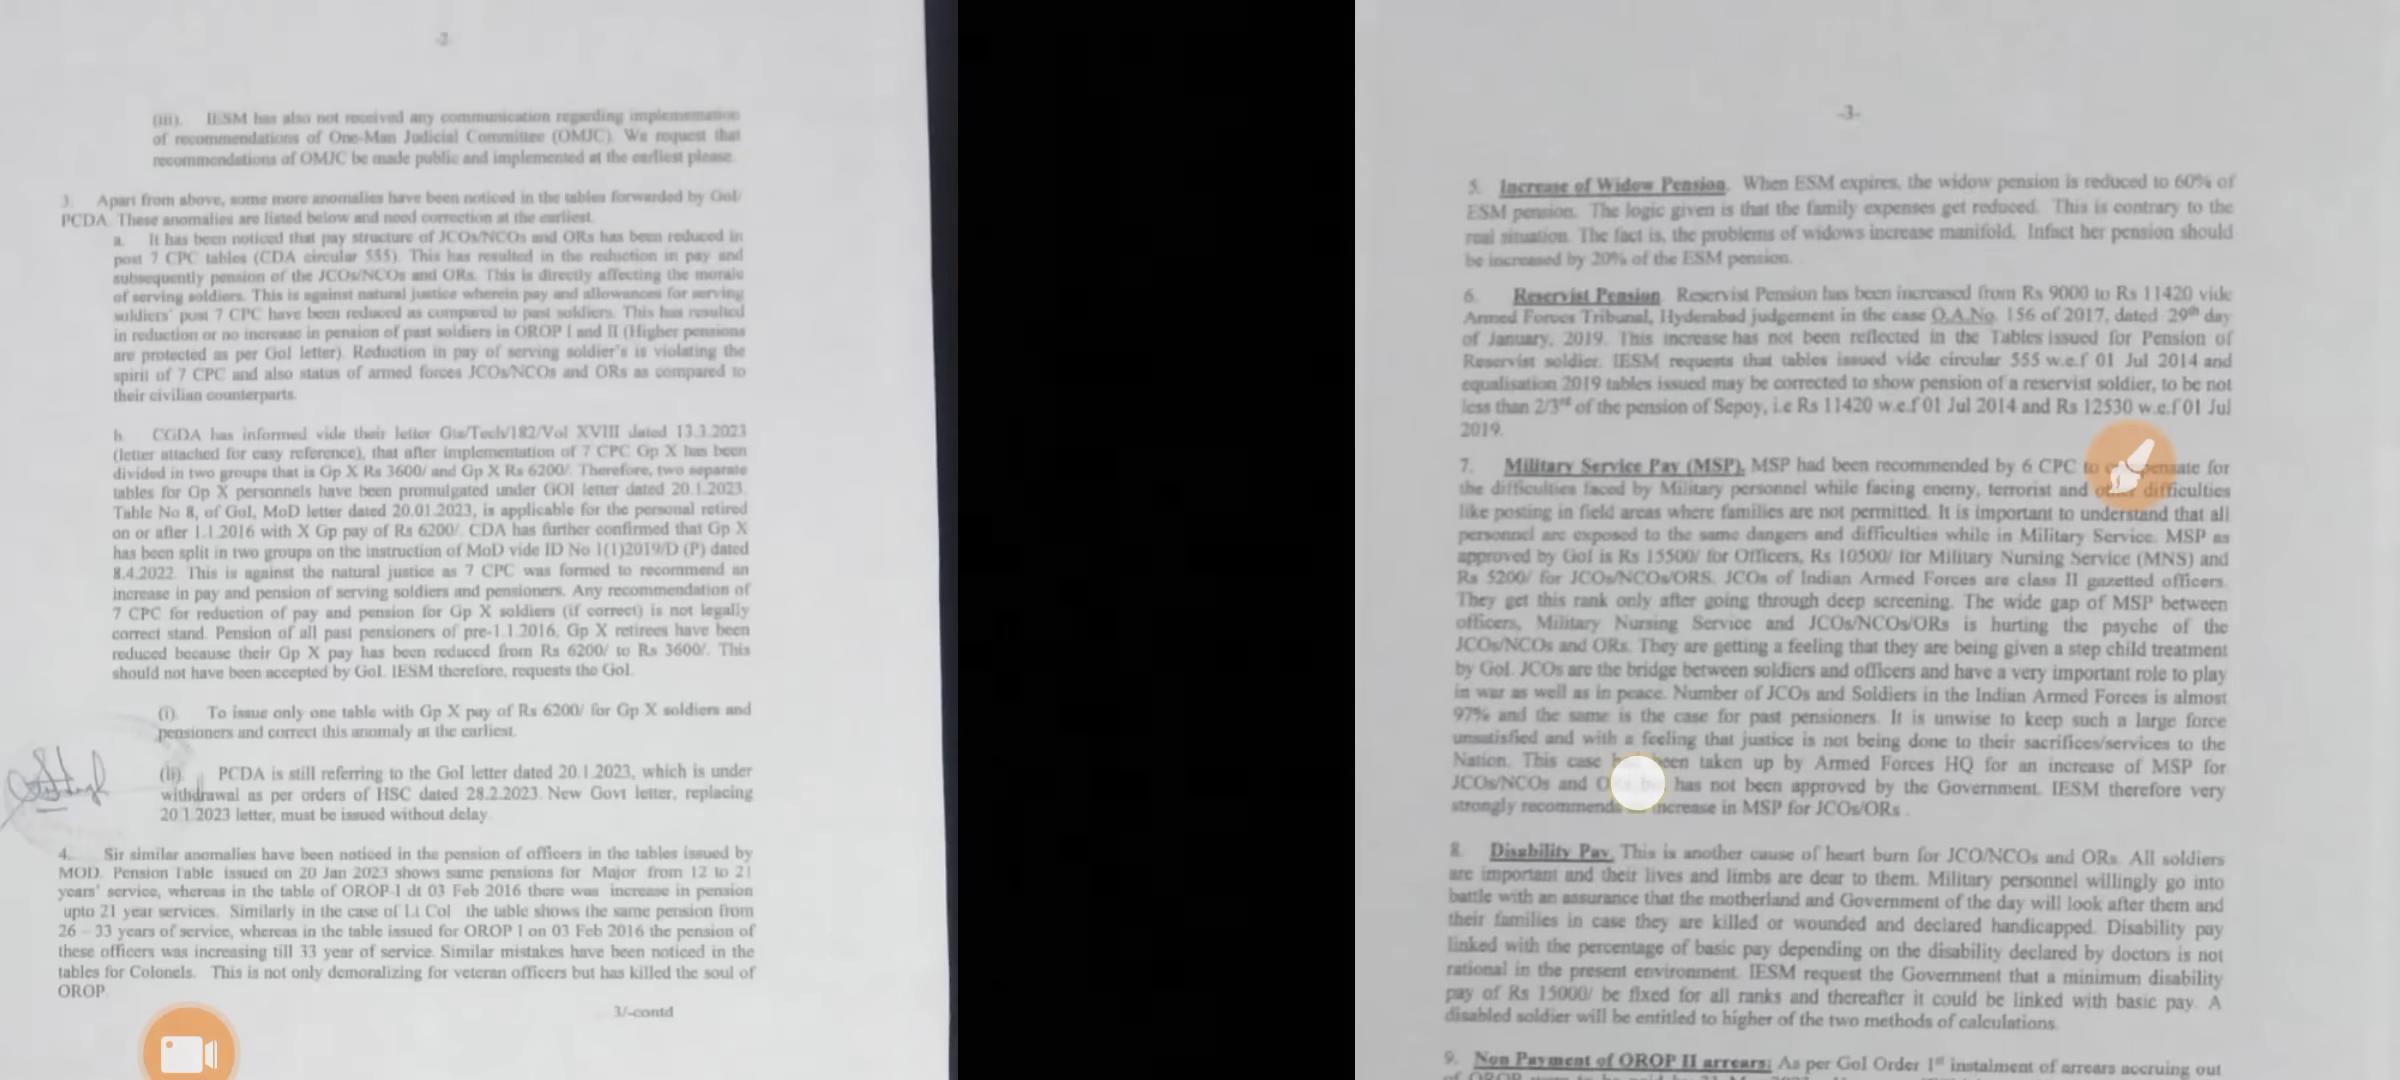 -2-
(iii). IESM has also not received any communication regarding implementation
of recommendations of One-Man Judicial Committee (OMJC). We request that
recommendations of OMJC be made public and implemented at the earliest please.
3. Apart from above, some more anomalies have been noticed in the tables forwarded by GoI/
PCDA. These anomalies are listed below and need correction at the earliest.
a. It has been noticed that pay structure of JCOs/NCOs and ORs has been reduced in
post 7 CPC tables (CDA circular 555). This has resulted in the reduction in pay and
subsequently pension of the JCOs/NCOs and ORs. This is directly affecting the morale
of serving soldiers. This is against natural justice wherein pay and allowances for serving
soldiers' post 7 CPC have been reduced as compared to past soldiers. This has resulted
in reduction or no increase in pension of past soldiers in OROP I and II (Higher pensions
are protected as per GoI letter). Reduction in pay of serving soldier's is violating the
spirit of 7 CPC and also status of armed forces JCOs/NCOs and ORs as compared to
their civilian counterparts.
b. CGDA has informed vide their letter Gts/Tech/182/Vol XVIII dated 13.3.2023
(letter attached for easy reference), that after implementation of 7 CPC Gp X has been
divided in two groups that is Gp X Rs 3600/ and Gp X Rs 6200/. Therefore, two separate
tables for Gp X personnels have been promulgated under GOI letter dated 20.1.2023.
Table No 8, of GoI, MoD letter dated 20.01.2023, is applicable for the personal retired
on or after 1.1.2016 with X Gp pay of Rs 6200/. CDA has further confirmed that Gp X
has been split in two groups on the instruction of MoD vide ID No 1(1)2019/D (P) dated
8.4.2022. This is against the natural justice as 7 CPC was formed to recommend an
increase in pay and pension of serving soldiers and pensioners. Any recommendation of
7 CPC for reduction of pay and pension for Gp X soldiers (if correct) is not legally
correct stand. Pension of all past pensioners of pre-1.1.2016, Gp X retirees have been
reduced because their Gp X pay has been reduced from Rs 6200/ to Rs 3600/. This
should not have been accepted by GoI. IESM therefore, requests the GoI.
(i). To issue only one table with Gp X pay of Rs 6200/ for Gp X soldiers and
pensioners and correct this anomaly at the earliest.
(ii). PCDA is still referring to the GoI letter dated 20.1.2023, which is under
withdrawal as per orders of HSC dated 28.2.2023. New Govt letter, replacing
20.1.2023 letter, must be issued without delay.
4. Sir similar anomalies have been noticed in the pension of officers in the tables issued by
MOD. Pension Table issued on 20 Jan 2023 shows same pensions for Major from 12 to 21
years' service, whereas in the table of OROP-I dt 03 Feb 2016 there was increase in pension
upto 21 year services. Similarly in the case of Lt Col the table shows the same pension from
26 – 33 years of service, whereas in the table issued for OROP I on 03 Feb 2016 the pension of
these officers was increasing till 33 year of service. Similar mistakes have been noticed in the
tables for Colonels. This is not only demoralizing for veteran officers but has killed the soul of
OROP.
3/-contd
-3-
5. Increase of Widow Pension. When ESM expires, the widow pension is reduced to 60% of
ESM pension. The logic given is that the family expenses get reduced. This is contrary to the
real situation. The fact is, the problems of widows increase manifold. Infact her pension should
be increased by 20% of the ESM pension.
6. Reservist Pension. Reservist Pension has been increased from Rs 9000 to Rs 11420 vide
Armed Forces Tribunal, Hyderabad judgement in the case O.A.No. 156 of 2017, dated 29th day
of January, 2019. This increase has not been reflected in the Tables issued for Pension of
Reservist soldier. IESM requests that tables issued vide circular 555 w.e.f 01 Jul 2014 and
equalisation 2019 tables issued may be corrected to show pension of a reservist soldier, to be not
less than 2/3rd of the pension of Sepoy, i.e Rs 11420 w.e.f 01 Jul 2014 and Rs 12530 w.e.f 01 Jul
2019.
7. Military Service Pay (MSP). MSP had been recommended by 6 CPC to for
the difficulties faced by Military personnel while facing enemy, terrorist and difficulties
like posting in field areas where families are not permitted. It is important to understand that all
personnel are exposed to the same dangers and difficulties while in Military Service. MSP as
approved by GoI is Rs 15500/ for Officers, Rs 10500/ for Military Nursing Service (MNS) and
Rs 5200/ for JCOs/NCOs/ORS. JCOs of Indian Armed Forces are class II gazetted officers.
They get this rank only after going through deep screening. The wide gap of MSP between
officers, Military Nursing Service and JCOs/NCOs/ORs is hurting the psyche of the
JCOs/NCOs and ORs. They are getting a feeling that they are being given a step child treatment
by GoI. JCOs are the bridge between soldiers and officers and have a very important role to play
in war as well as in peace. Number of JCOs and Soldiers in the Indian Armed Forces is almost
97% and the same is the case for past pensioners. It is unwise to keep such a large force
unsatisfied and with a feeling that justice is not being done to their sacrifices/services to the
Nation. This case been taken up by Armed Forces HQ for an increase of MSP for
JCOs/NCOs and has not been approved by the Government. IESM therefore very
strongly recommends increase in MSP for JCOs/ORs .
8. Disability Pay. This is another cause of heart burn for JCO/NCOs and ORs. All soldiers
are important and their lives and limbs are dear to them. Military personnel willingly go into
battle with an assurance that the motherland and Government of the day will look after them and
their families in case they are killed or wounded and declared handicapped. Disability pay
linked with the percentage of basic pay depending on the disability declared by doctors is not
rational in the present environment. IESM request the Government that a minimum disability
pay of Rs 15000/ be fixed for all ranks and thereafter it could be linked with basic pay. A
disabled soldier will be entitled to higher of the two methods of calculations.
9. Non Payment of OROP II arrears: As per GoI Order 1st instalment of arrears accruing out